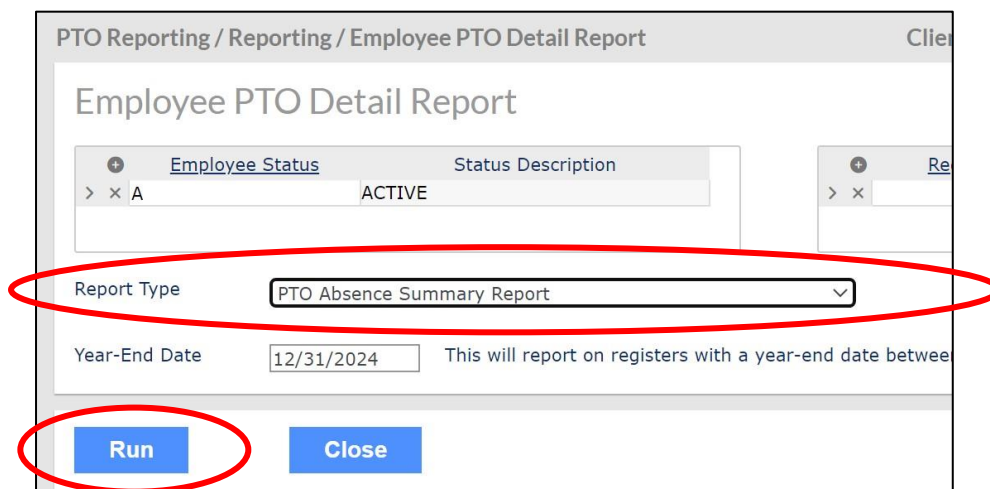 PTO Reporting / Reporting / Employee PTO Detail Report
Employee PTO Detail Report
Employee Status Status Description
A ACTIVE
Report Type PTO Absence Summary Report
Year-End Date 12/31/2024 This will report on registers with a year-end date between
Run Close